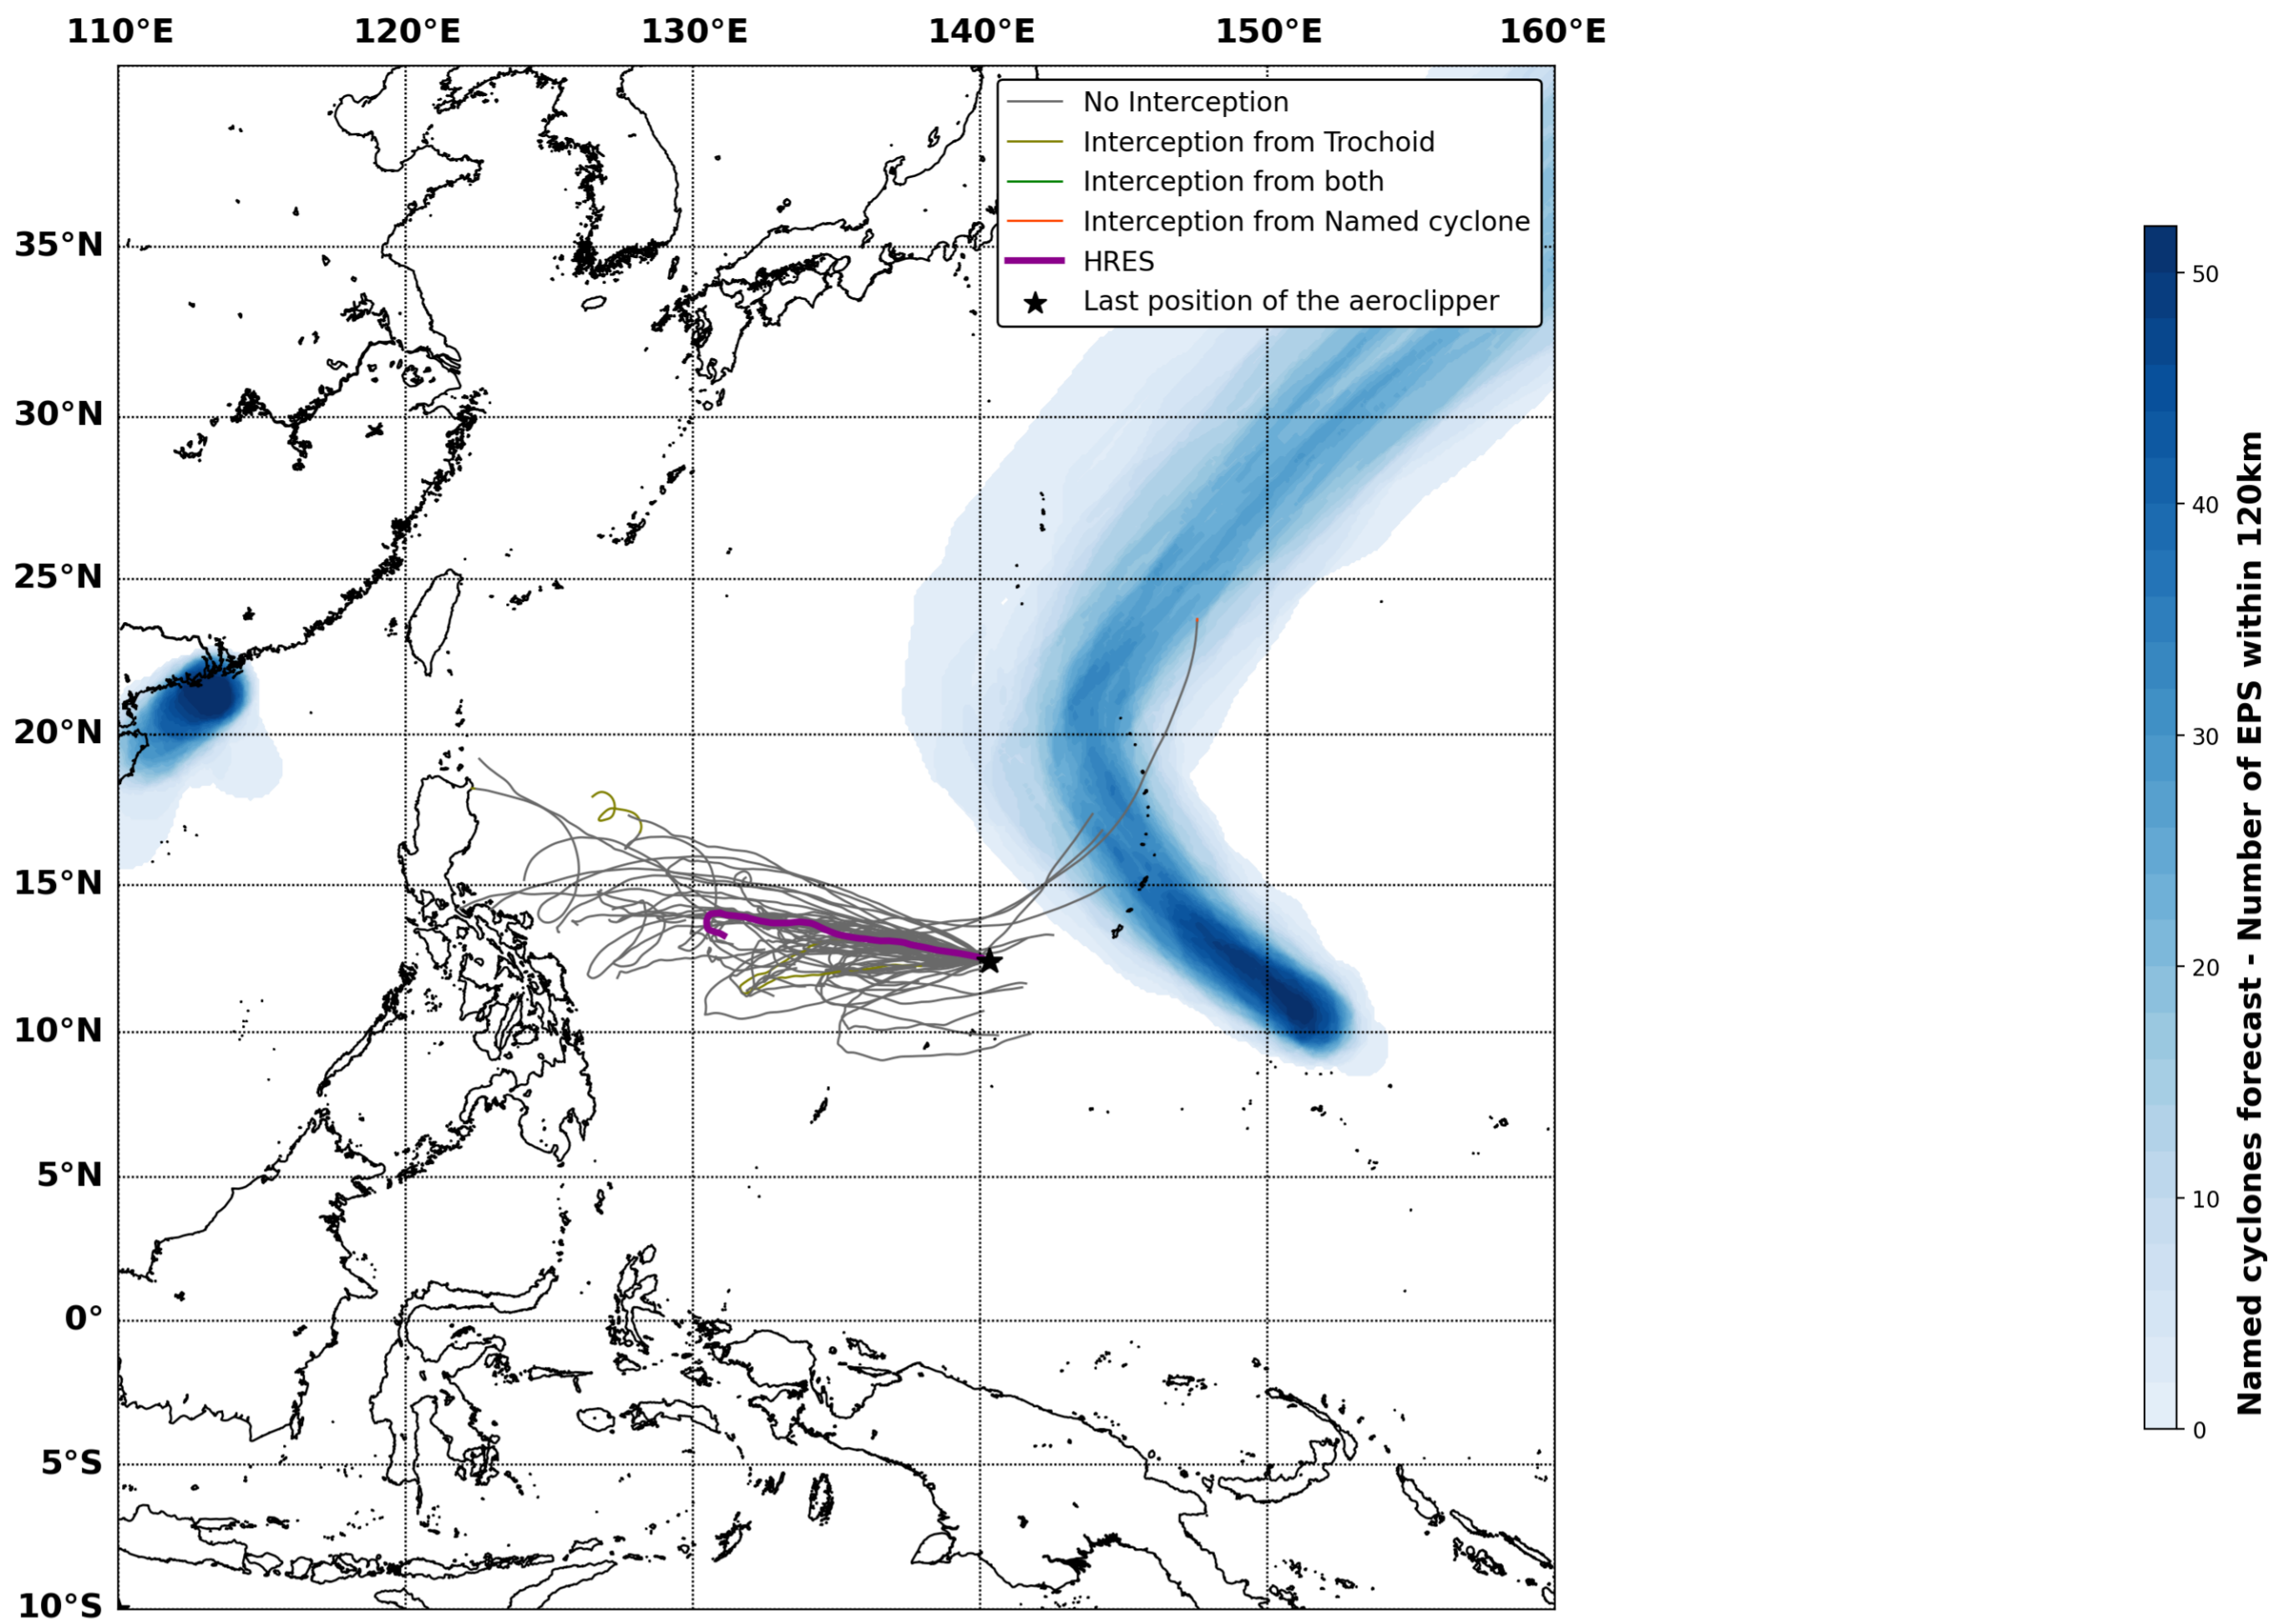 110°E 120°E 130°E 140°E 150°E 160°E
No Interception
Interception from Trochoid
Interception from both
Interception from Named cyclone
HRES
Last position of the aeroclipper
35°N
30°N
25°N
20°N
15°N
10°N
5°N
0°
5°S
10°S
50
40
30
20
10
0
Named cyclones forecast - Number of EPS within 120km